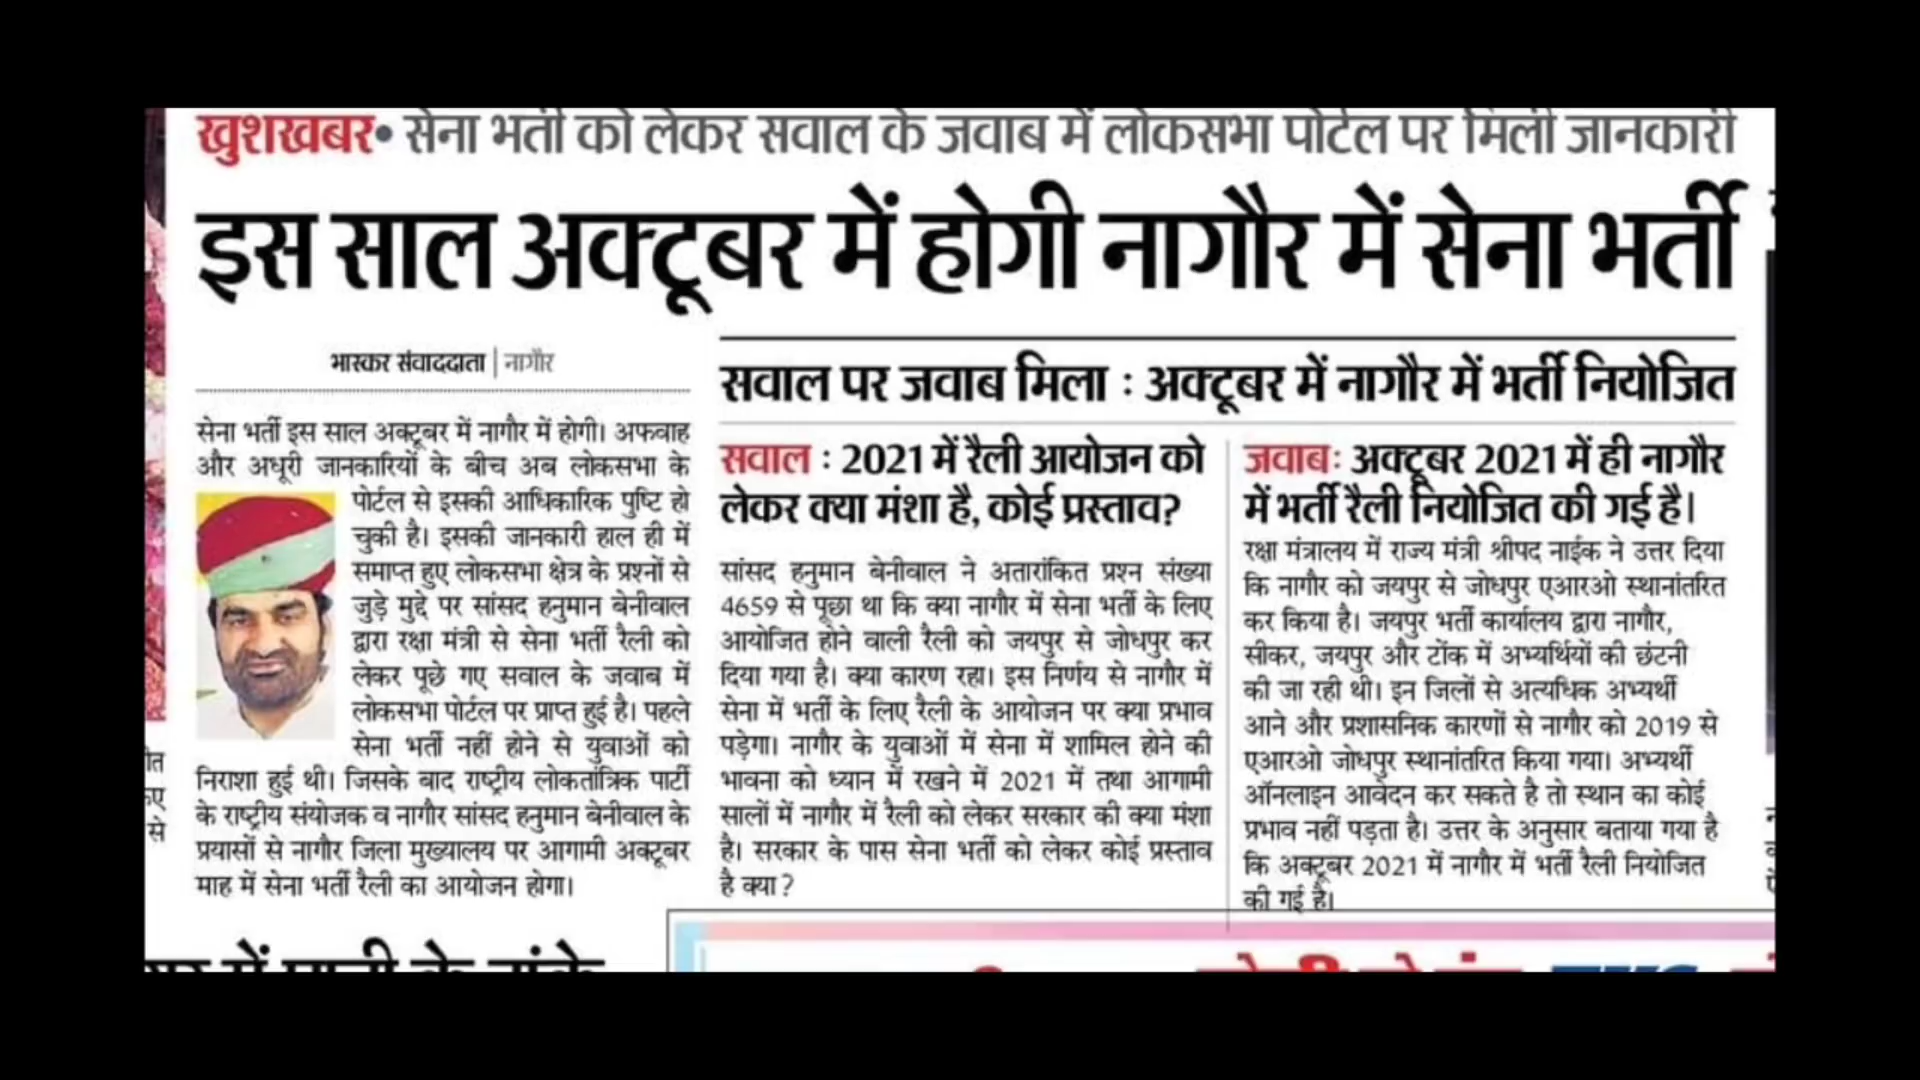 खुशखबर• सेना भर्ती को लेकर सवाल के जवाब में लोकसभा पोर्टल पर मिली जानकारी
इस साल अक्टूबर में होगी नागौर में सेना भर्ती
भास्कर संवाददाता | नागौर
सेना भर्ती इस साल अक्टूबर में नागौर में होगी। अफवाह
और अधूरी जानकारियों के बीच अब लोकसभा के
पोर्टल से इसकी आधिकारिक पुष्टि हो
चुकी है। इसकी जानकारी हाल ही में
समाप्त हुए लोकसभा क्षेत्र के प्रश्नों से
जुड़े मुद्दे पर सांसद हनुमान बेनीवाल
द्वारा रक्षा मंत्री से सेना भर्ती रैली को
लेकर पूछे गए सवाल के जवाब में
लोकसभा पोर्टल पर प्राप्त हुई है। पहले
सेना भर्ती नहीं होने से युवाओं को
निराशा हुई थी। जिसके बाद राष्ट्रीय लोकतांत्रिक पार्टी
के राष्ट्रीय संयोजक व नागौर सांसद हनुमान बेनीवाल के
प्रयासों से नागौर जिला मुख्यालय पर आगामी अक्टूबर
माह में सेना भर्ती रैली का आयोजन होगा।
सवाल पर जवाब मिला : अक्टूबर में नागौर में भर्ती नियोजित
सवाल : 2021 में रैली आयोजन को
लेकर क्या मंशा है, कोई प्रस्ताव?
सांसद हनुमान बेनीवाल ने अतारांकित प्रश्न संख्या
4659 से पूछा था कि क्या नागौर में सेना भर्ती के लिए
आयोजित होने वाली रैली को जयपुर से जोधपुर कर
दिया गया है। क्या कारण रहा। इस निर्णय से नागौर में
सेना में भर्ती के लिए रैली के आयोजन पर क्या प्रभाव
पड़ेगा। नागौर के युवाओं में सेना में शामिल होने की
भावना को ध्यान में रखने में 2021 में तथा आगामी
सालों में नागौर में रैली को लेकर सरकार की क्या मंशा
है। सरकार के पास सेना भर्ती को लेकर कोई प्रस्ताव
है क्या?
जवाब: अक्टूबर 2021 में ही नागौर
में भर्ती रैली नियोजित की गई है।
रक्षा मंत्रालय में राज्य मंत्री श्रीपद नाईक ने उत्तर दिया
कि नागौर को जयपुर से जोधपुर एआरओ स्थानांतरित
कर किया है। जयपुर भर्ती कार्यालय द्वारा नागौर,
सीकर, जयपुर और टोंक में अभ्यर्थियों की छंटनी
की जा रही थी। इन जिलों से अत्यधिक अभ्यर्थी
आने और प्रशासनिक कारणों से नागौर को 2019 से
एआरओ जोधपुर स्थानांतरित किया गया। अभ्यर्थी
ऑनलाइन आवेदन कर सकते है तो स्थान का कोई
प्रभाव नहीं पड़ता है। उत्तर के अनुसार बताया गया है
कि अक्टूबर 2021 में नागौर में भर्ती रैली नियोजित
की गई है।